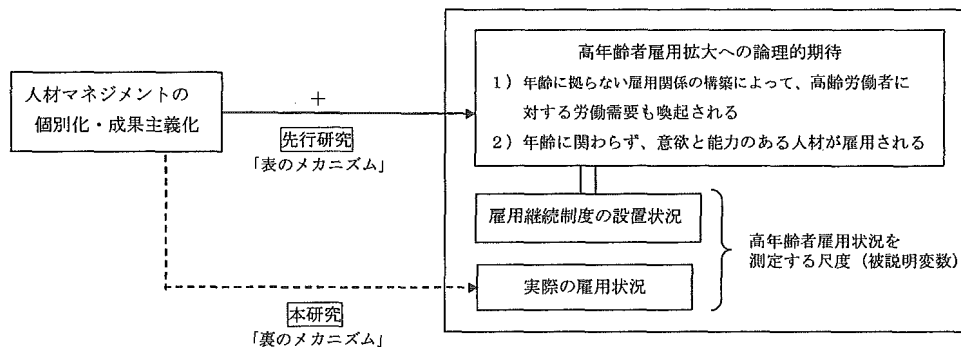 人材マネジメントの
個別化・成果主義化
+
先行研究
「表のメカニズム」
高年齢者雇用拡大への論理的期待
1）年齢に拠らない雇用関係の構築によって、高齢労働者に
対する労働需要も喚起される
2）年齢に関わらず、意欲と能力のある人材が雇用される
雇用継続制度の設置状況
実際の雇用状況
高年齢者雇用状況を
測定する尺度（被説明変数）
本研究
「裏のメカニズム」